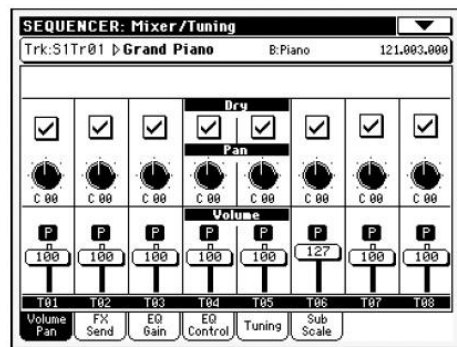 SEQUENCER: Mixer/Tuning
Trk:S1Tr01 ▷Grand Piano B:Piano 121.003.000
Dry
Pan
C 00 C 00 C 00 C 00 C 00 C 00 C 00 C 00
Volume
P P P P P P P P
100 100 100 100 100 127 100 100
T01 T02 T03 T04 T05 T06 T07 T08
Volume Pan FX Send EQ Gain EQ Control Tuning Sub Scale